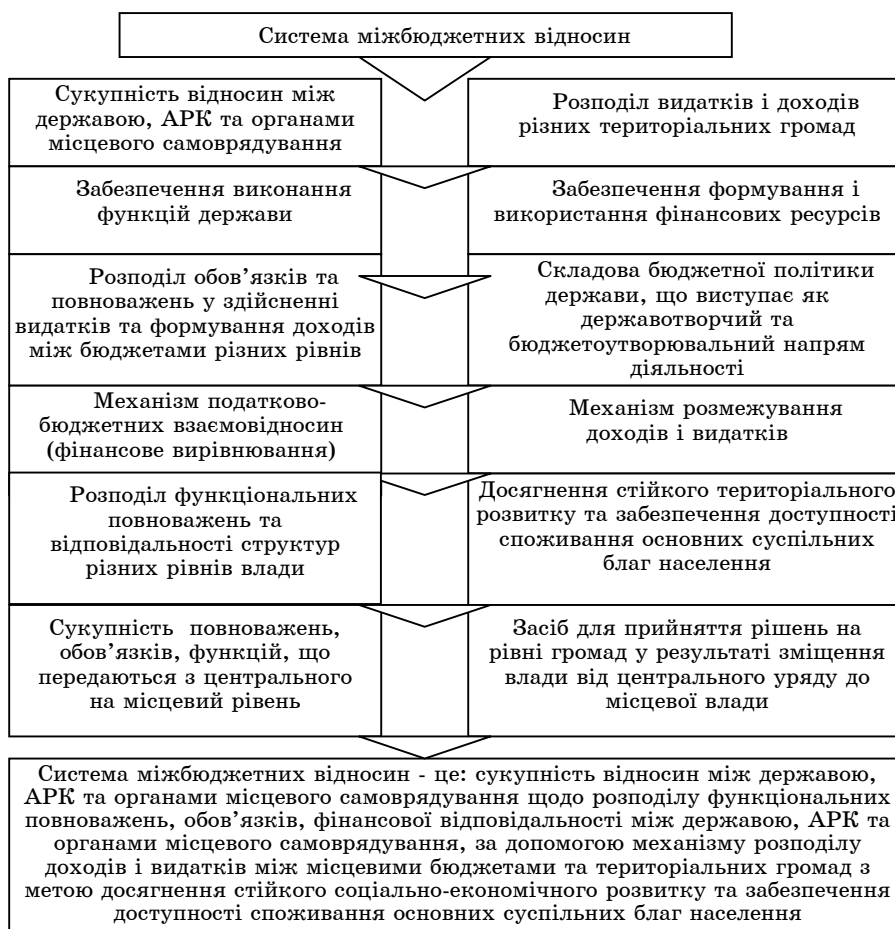 Система міжбюджетних відносин
Сукупність відносин між
державою, АРК та органами
місцевого самоврядування
Розподіл видатків і доходів
різних територіальних громад
Забезпечення виконання
функцій держави
Забезпечення формування і
використання фінансових ресурсів
Розподіл обов’язків та
повноважень у здійсненні
видатків та формування доходів
між бюджетами різних рівнів
Складова бюджетної політики
держави, що виступає як
державотворчий та
бюджетоутворювальний напрям
діяльності
Механізм податково-
бюджетних взаємовідносин
(фінансове вирівнювання)
Механізм розмежування
доходів і видатків
Розподіл функціональних
повноважень та
відповідальності структур
різних рівнів влади
Досягнення стійкого територіального
розвитку та забезпечення доступності
споживання основних суспільних
благ населення
Сукупність повноважень,
обов’язків, функцій, що
передаються з центрального
на місцевий рівень
Засіб для прийняття рішень на
рівні громад у результаті зміщення
влади від центрального уряду до
місцевої влади
Система міжбюджетних відносин - це: сукупність відносин між державою,
АРК та органами місцевого самоврядування щодо розподілу функціональних
повноважень, обов’язків, фінансової відповідальності між державою, АРК та
органами місцевого самоврядування, за допомогою механізму розподілу
доходів і видатків між місцевими бюджетами та територіальних громад з
метою досягнення стійкого соціально-економічного розвитку та забезпечення
доступності споживання основних суспільних благ населення